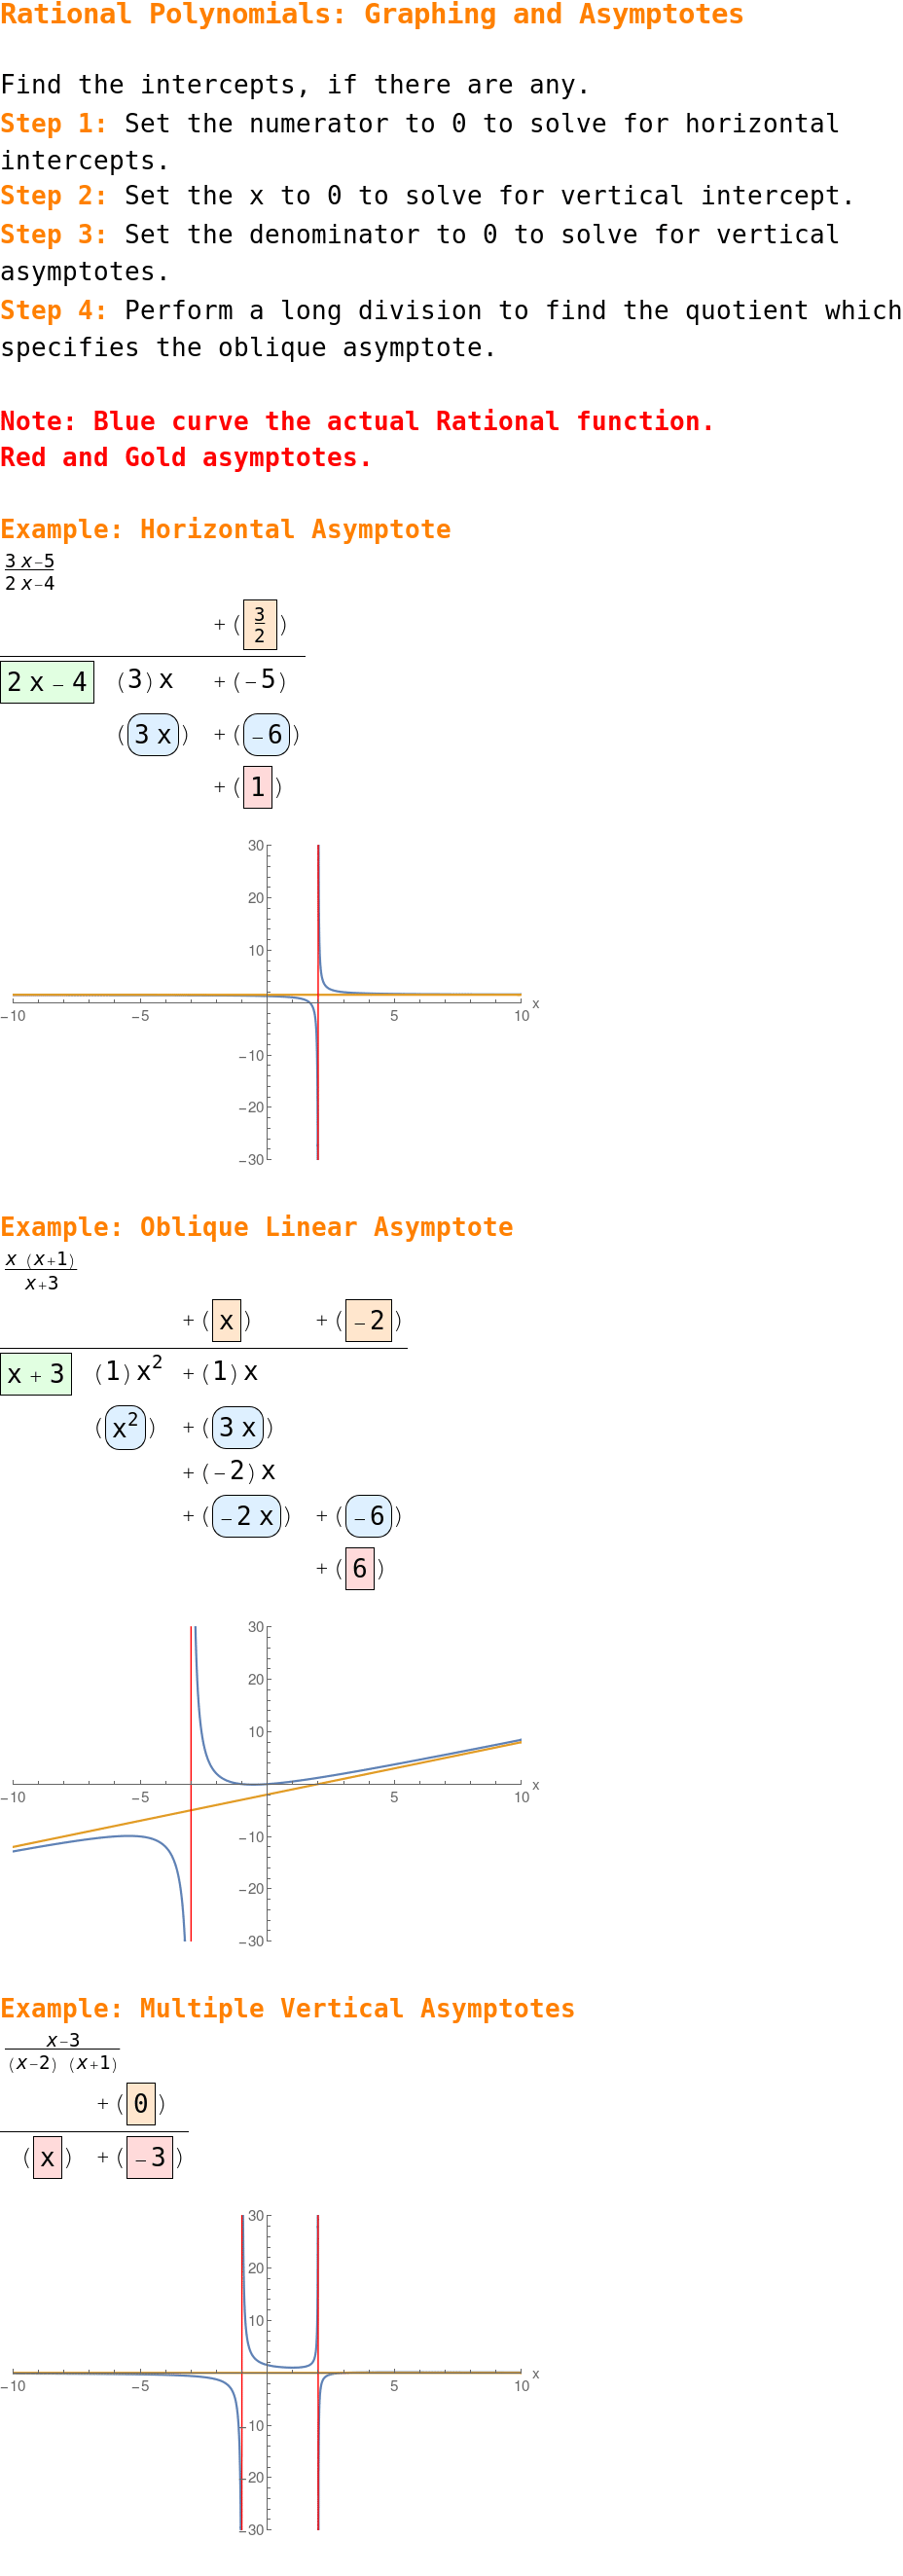 Rational Polynomials: Graphing and Asymptotes
Find the intercepts, if there are any.
Step 1: Set the numerator to 0 to solve for horizontal
intercepts.
Step 2: Set the x to 0 to solve for vertical intercept.
Step 3: Set the denominator to 0 to solve for vertical
asymptotes.
Step 4: Perform a long division to find the quotient which
specifies the oblique asymptote.
Note: Blue curve the actual Rational function.
Red and Gold asymptotes.
Example: Horizontal Asymptote
3 x−5
2 x−4
+ (3/2)
2 x − 4 (3) x + (−5)
(3 x) + (−6)
+ (1)
30
20
10
−10 −5 5 10 x
−10
−20
−30
Example: Oblique Linear Asymptote
x (x+1)
x+3
+ (x) + (−2)
x + 3 (1) x² + (1) x
(x²) + (3 x)
+ (−2) x
+ (−2 x) + (−6)
+ (6)
30
20
10
−10 −5 5 10 x
−10
−20
−30
Example: Multiple Vertical Asymptotes
x−3
(x−2) (x+1)
+ (0)
(x) + (−3)
30
20
10
−10 −5 5 10 x
−10
−20
−30